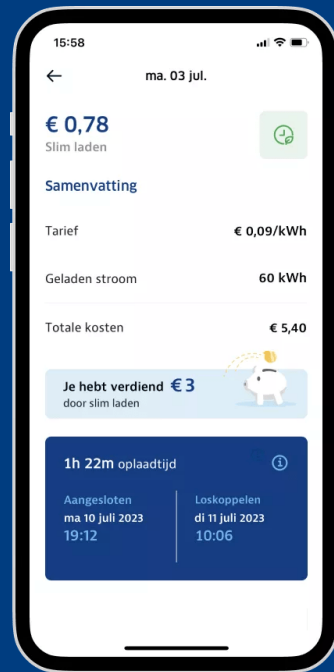 15:58
ma. 03 jul.
€ 0,78
Slim laden
Samenvatting
Tarief € 0,09/kWh
Geladen stroom 60 kWh
Totale kosten € 5,40
Je hebt verdiend €3
door slim laden
1h 22m oplaadtijd
Aangesloten Loskoppelen
ma 10 juli 2023 di 11 juli 2023
19:12 10:06